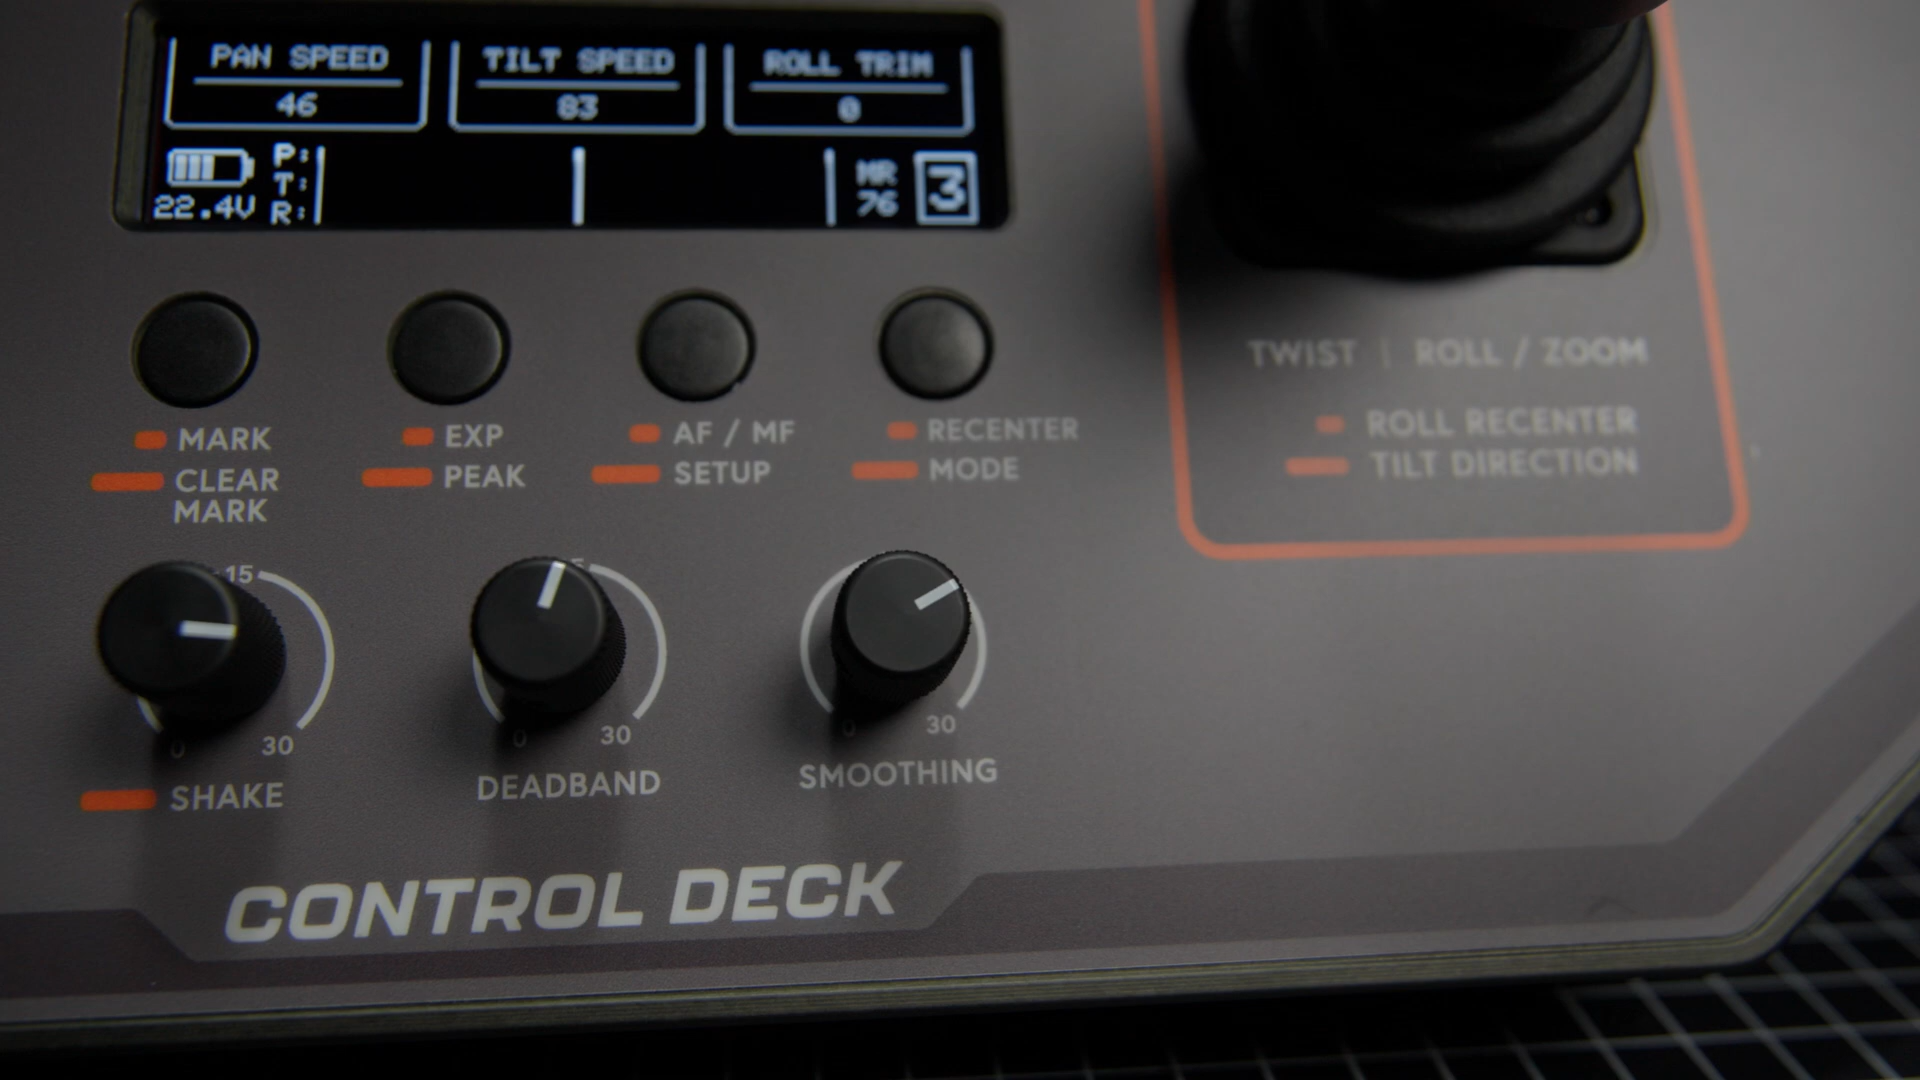 PAN SPEED
46
TILT SPEED
83
ROLL TRIM
0
22.4V
P:
T:
R:
MR
76
3
MARK
CLEAR
MARK
EXP
PEAK
AF / MF
SETUP
RECENTER
MODE
TWIST | ROLL / ZOOM
ROLL RECENTER
TILT DIRECTION
15
0
30
SHAKE
0
30
DEADBAND
0
30
SMOOTHING
CONTROL DECK